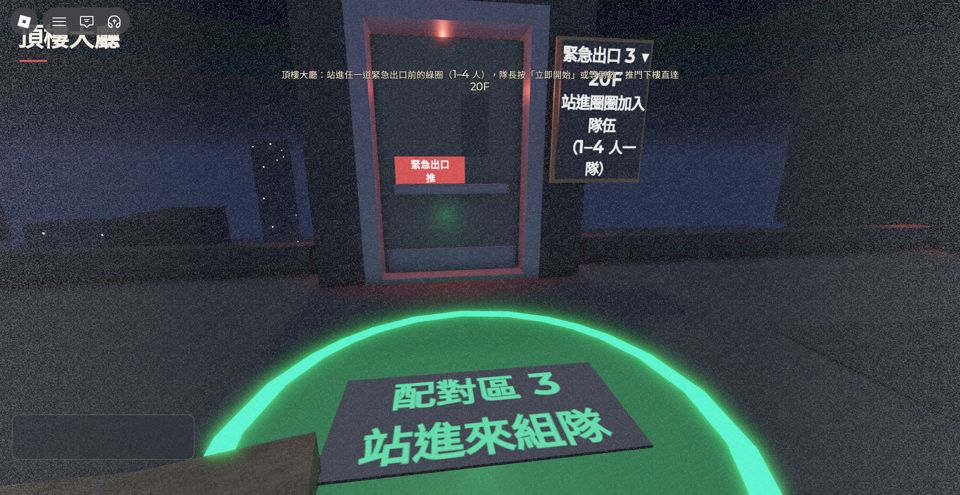 頂樓大廳
頂樓大廳：站進任一道緊急出口前的綠圈（1–4 人），隊長按「立即開始」或等倒數，推門下樓直達
20F
緊急出口 3 ▼
20F
站進圈圈加入
隊伍
（1–4 人一
隊）
緊急出口
推
配對區 3
站進來組隊